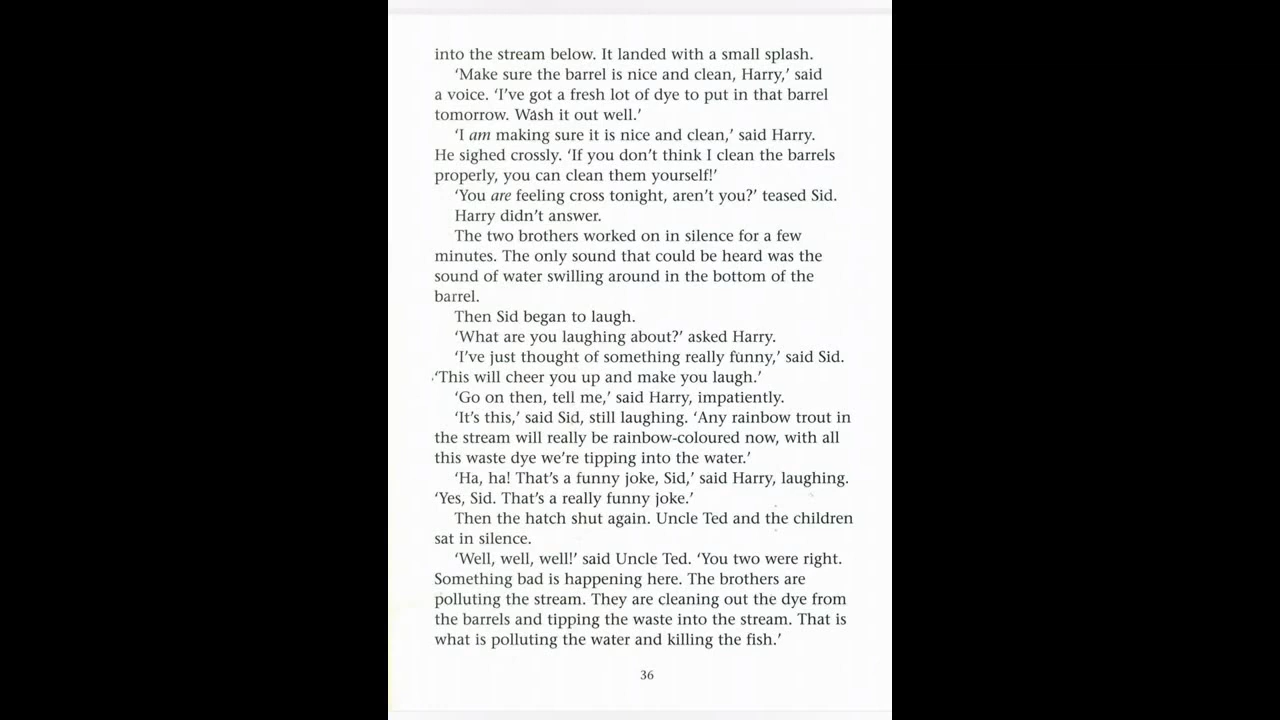 into the stream below. It landed with a small splash.
‘Make sure the barrel is nice and clean, Harry,’ said
a voice. ‘I’ve got a fresh lot of dye to put in that barrel
tomorrow. Wash it out well.’
‘I am making sure it is nice and clean,’ said Harry.
He sighed crossly. ‘If you don’t think I clean the barrels
properly, you can clean them yourself!’
‘You are feeling cross tonight, aren’t you?’ teased Sid.
Harry didn’t answer.
The two brothers worked on in silence for a few
minutes. The only sound that could be heard was the
sound of water swilling around in the bottom of the
barrel.
Then Sid began to laugh.
‘What are you laughing about?’ asked Harry.
‘I’ve just thought of something really funny,’ said Sid.
‘This will cheer you up and make you laugh.’
‘Go on then, tell me,’ said Harry, impatiently.
‘It’s this,’ said Sid, still laughing. ‘Any rainbow trout in
the stream will really be rainbow-coloured now, with all
this waste dye we’re tipping into the water.’
‘Ha, ha! That’s a funny joke, Sid,’ said Harry, laughing.
‘Yes, Sid. That’s a really funny joke.’
Then the hatch shut again. Uncle Ted and the children
sat in silence.
‘Well, well, well!’ said Uncle Ted. ‘You two were right.
Something bad is happening here. The brothers are
polluting the stream. They are cleaning out the dye from
the barrels and tipping the waste into the stream. That is
what is polluting the water and killing the fish.’
36